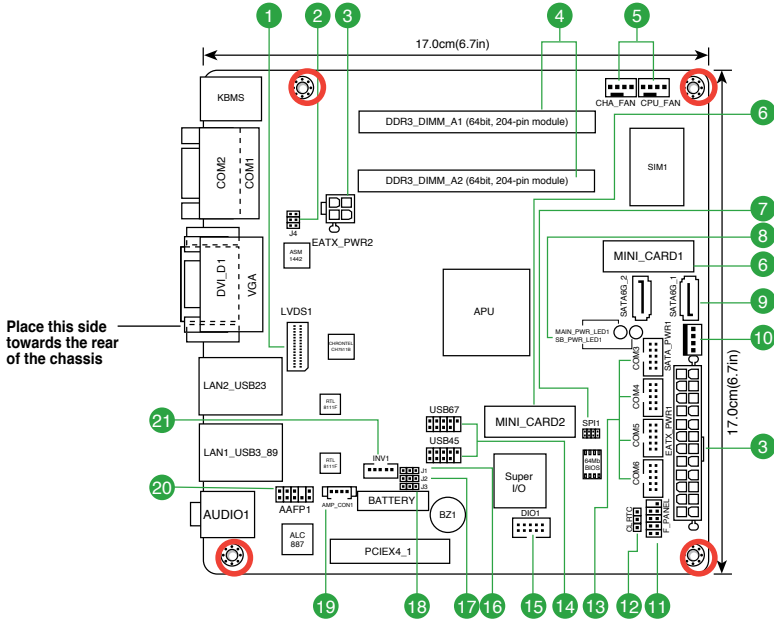 1
2
3
4
5
17.0cm(6.7in)
KBMS
CHA_FAN
CPU_FAN
DDR3_DIMM_A1 (64bit, 204-pin module)
6
COM2
COM1
SIM1
DDR3_DIMM_A2 (64bit, 204-pin module)
7
J4
EATX_PWR2
8
ASM
1442
MINI_CARD1
6
DVI_D1
VGA
SATA6G_2
SATA6G_1
9
LVDS1
APU
MAIN_PWR_LED1
SB_PWR_LED1
10
Place this side
towards the rear
of the chassis
CHRONTEL
CH7511B
COM3
SATA_PWR1
17.0cm(6.7in)
LAN2_USB23
COM4
RTL
8111F
USB67
MINI_CARD2
SPI1
EATX_PWR1
21
USB45
COM5
3
LAN1_USB3_89
RTL
8111F
INV1
J1
J2
J3
Super
I/O
64Mb
BIOS
COM6
20
AAFP1
AMP_CON1
BATTERY
F_PANEL
AUDIO1
BZ1
DIO1
CLRTC
ALC
887
PCIEX4_1
19
18
17
16
15
14
13
12
11